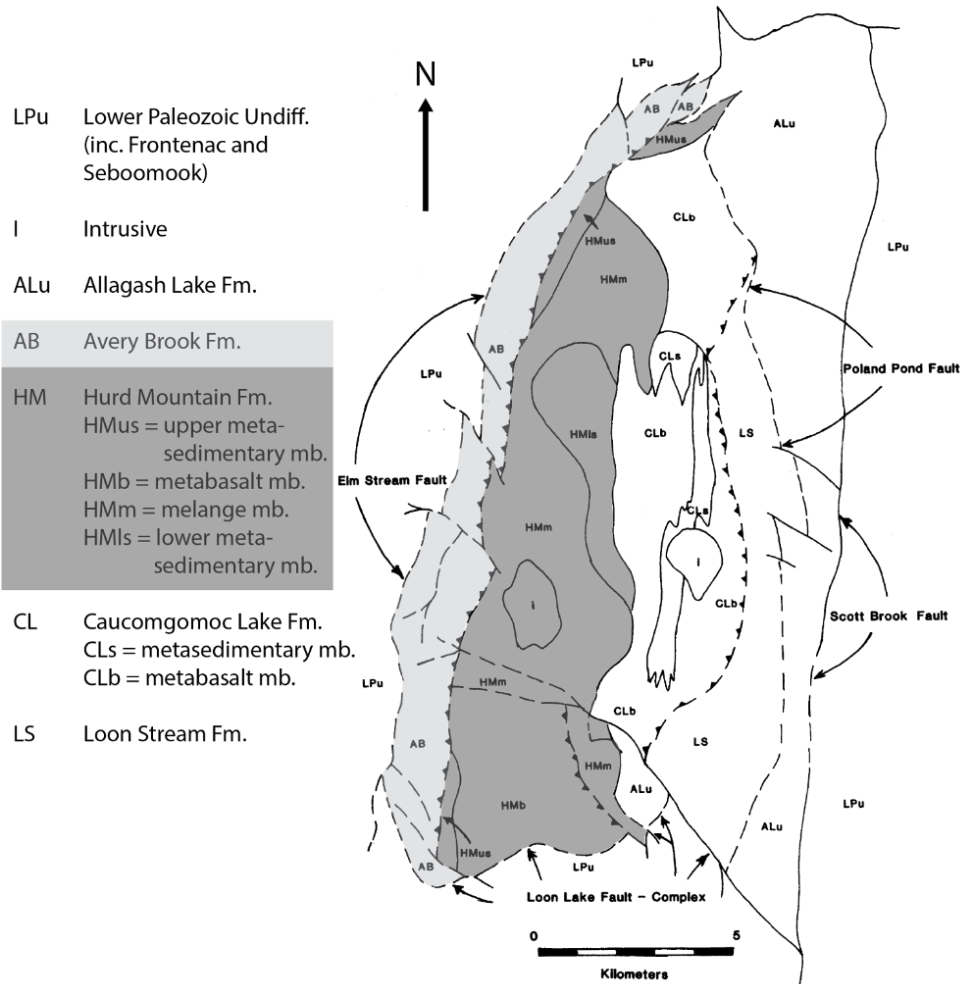 LPu Lower Paleozoic Undiff.
(inc. Frontenac and
Seboomook)
I Intrusive
ALu Allagash Lake Fm.
AB Avery Brook Fm.
HM Hurd Mountain Fm.
HMus = upper meta-
sedimentary mb.
HMb = metabasalt mb.
HMm = melange mb.
HMls = lower meta-
sedimentary mb.
CL Caucomgomoc Lake Fm.
CLs = metasedimentary mb.
CLb = metabasalt mb.
LS Loon Stream Fm.
N
LPu
AB
AB
ALu
HMus
CLb
HMus
LPu
HMm
AB
CLs
LPu
Poland Pond Fault
HMls
CLb
LS
Elm Stream Fault
CLs
HMm
I
I
CLb
Scott Brook Fault
LPu
HMm
CLb
AB
LS
HMm
ALu
HMb
LPu
ALu
HMus
AB
LPu
Loon Lake Fault - Complex
0 5
Kilometers